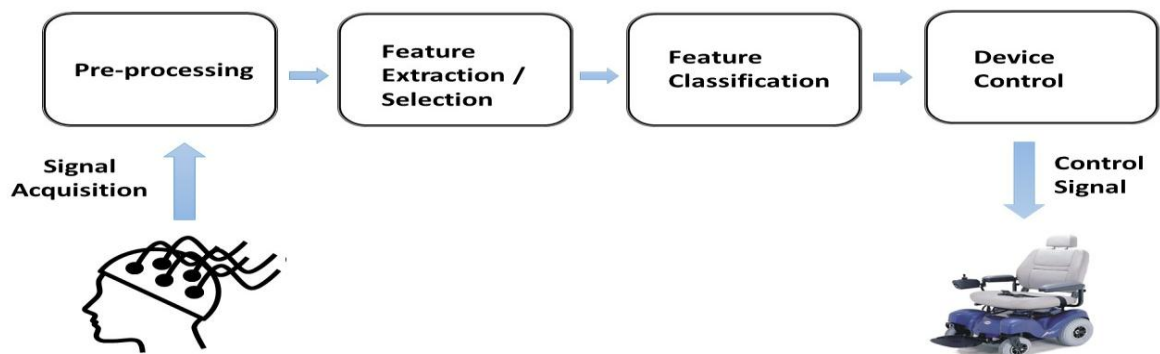 Pre-processing
Feature
Extraction /
Selection
Feature
Classification
Device
Control
Signal
Acquisition
Control
Signal